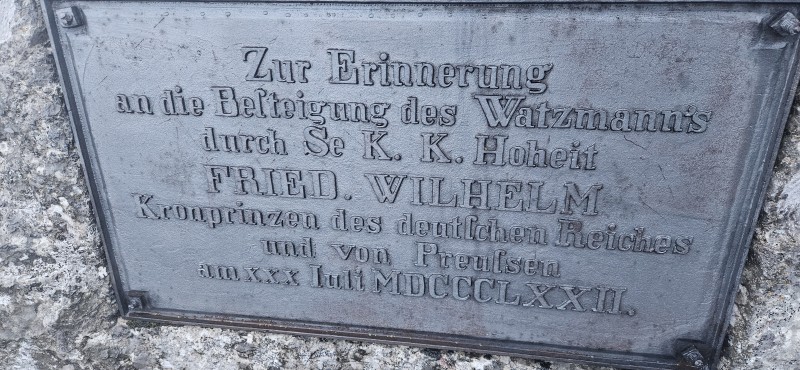 Zur Erinnerung
an die Beſteigung des Watzmann's
durch Se K. K. Hoheit
FRIED. WILHELM
Kronprinzen des deutſchen Reiches
und von Preuſsen
am XXX Iuli MDCCCLXXII.